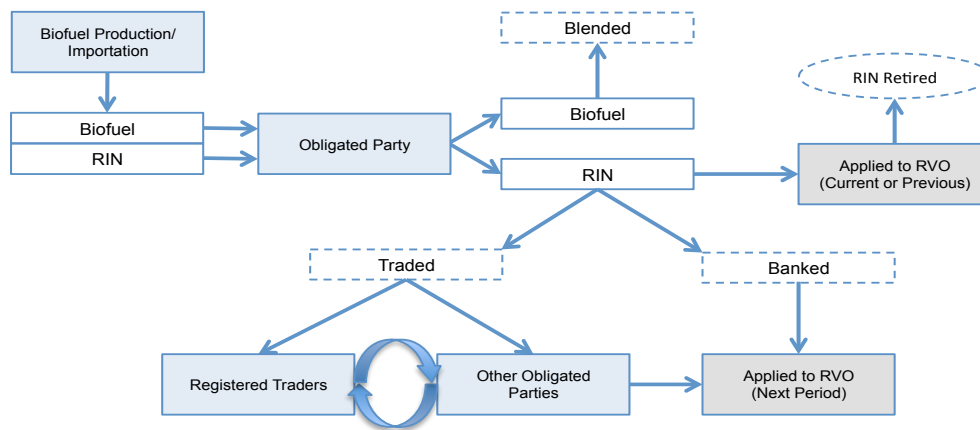 Biofuel Production/
Importation
Blended
RIN Retired
Biofuel
RIN
Obligated Party
Biofuel
RIN
Applied to RVO
(Current or Previous)
Traded
Banked
Registered Traders
Other Obligated
Parties
Applied to RVO
(Next Period)